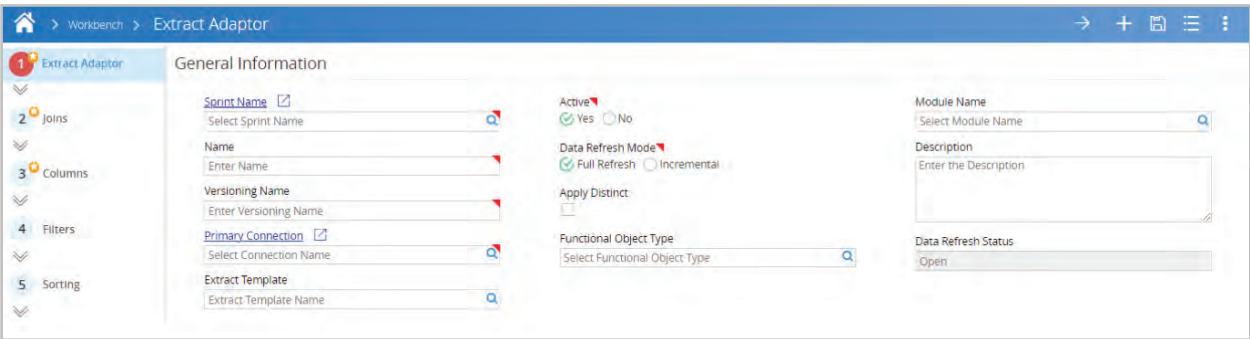 > Workbench > Extract Adaptor
1 Extract Adaptor
2 Joins
3 Columns
4 Filters
5 Sorting
General Information
Sprint Name
Select Sprint Name
Name
Enter Name
Versioning Name
Enter Versioning Name
Primary Connection
Select Connection Name
Extract Template
Extract Template Name
Active
Yes No
Data Refresh Mode
Full Refresh Incremental
Apply Distinct
Functional Object Type
Select Functional Object Type
Module Name
Select Module Name
Description
Enter the Description
Data Refresh Status
Open